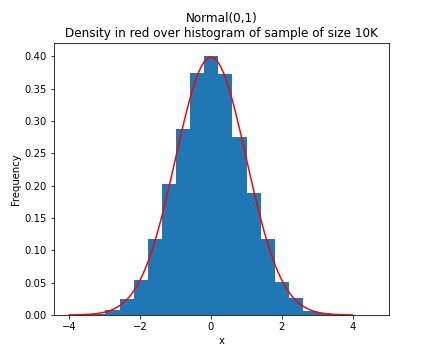 Normal(0,1)
Density in red over histogram of sample of size 10K
Frequency
0.40
0.35
0.30
0.25
0.20
0.15
0.10
0.05
0.00
−4 −2 0 2 4
x